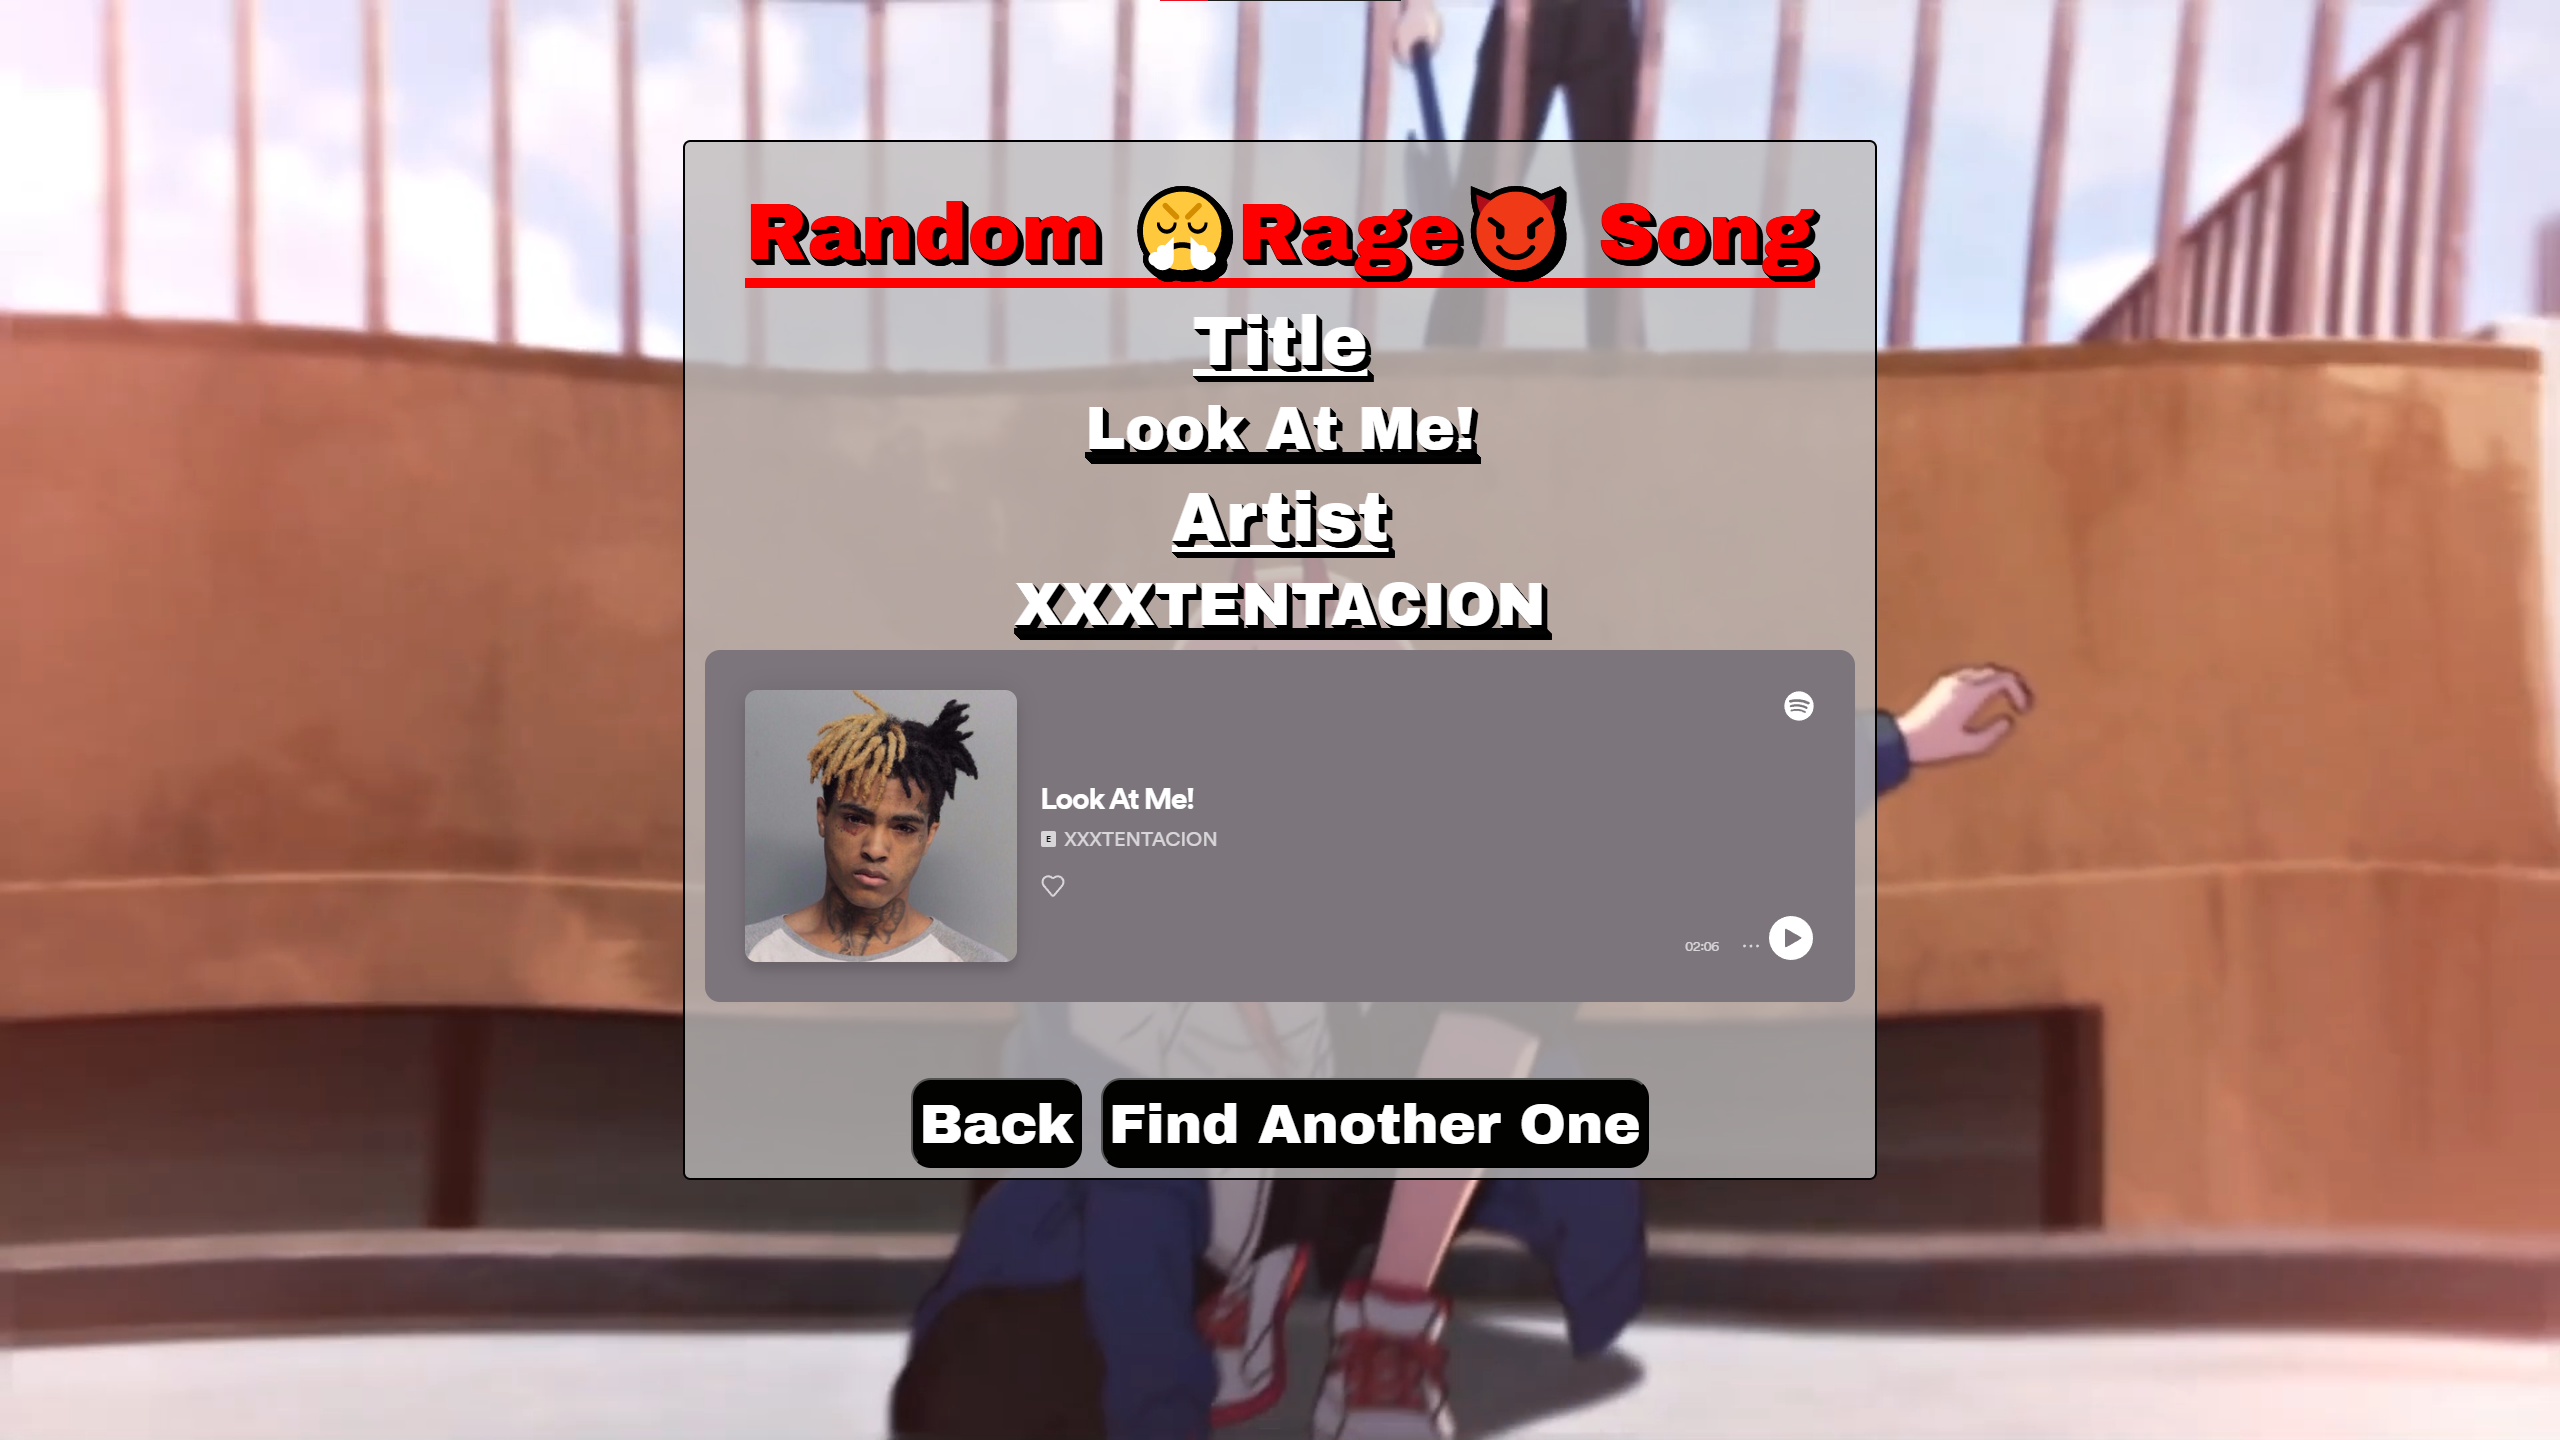 Random 😤Rage😈 Song
Title
Look At Me!
Artist
XXXTENTACION
Look At Me!
E XXXTENTACION
02:06 ...
Back Find Another One